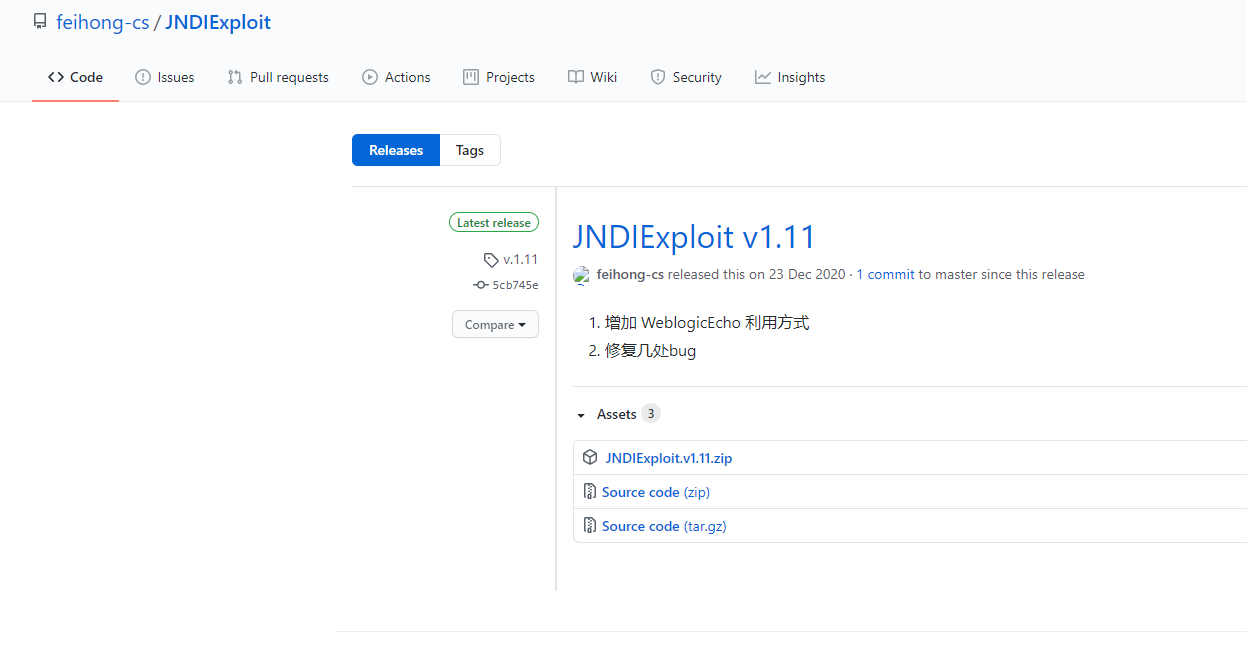 feihong-cs / JNDIExploit
Code Issues Pull requests Actions Projects Wiki Security Insights
Releases Tags
Latest release
v.1.11
5cb745e
Compare
JNDIExploit v1.11
feihong-cs released this on 23 Dec 2020 · 1 commit to master since this release
1. 增加 WeblogicEcho 利用方式
2. 修复几处bug
Assets 3
JNDIExploit.v1.11.zip
Source code (zip)
Source code (tar.gz)